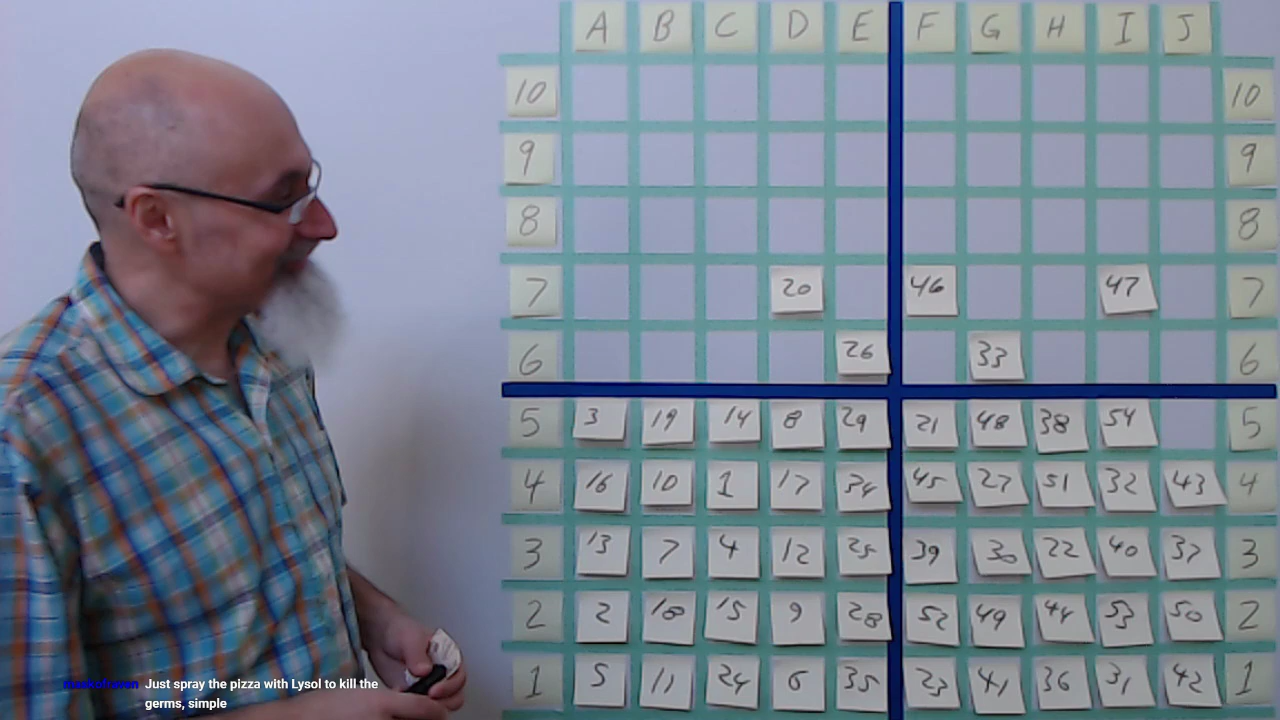 A B C D E F G H I J
10 10
9 9
8 8
7 20 46 47 7
6 26 33 6
5 3 19 14 8 29 21 48 38 54 5
4 16 10 1 17 34 45 27 51 32 43 4
3 13 7 4 12 25 39 30 22 40 37 3
2 2 18 15 9 28 52 49 44 53 50 2
1 5 11 24 6 35 23 41 36 31 42 1
Just spray the pizza with Lysol to kill the
germs, simple